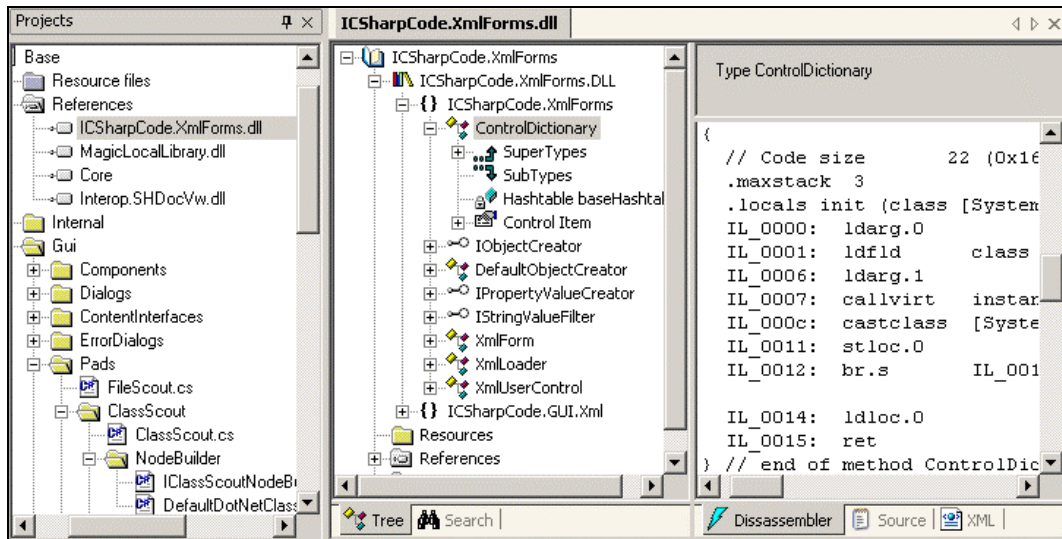 Projects
Base
Resource files
References
ICSharpCode.XmlForms.dll
MagicLocalLibrary.dll
Core
Interop.SHDocVw.dll
Internal
Gui
Components
Dialogs
ContentInterfaces
ErrorDialogs
Pads
FileScout.cs
ClassScout
ClassScout.cs
NodeBuilder
IClassScoutNodeB
DefaultDotNetClass
ICSharpCode.XmlForms.dll
ICSharpCode.XmlForms
ICSharpCode.XmlForms.DLL
{} ICSharpCode.XmlForms
ControlDictionary
SuperTypes
SubTypes
Hashtable baseHashtal
Control Item
IObjectCreator
DefaultObjectCreator
IPropertyValueCreator
IStringValueFilter
XmlForm
XmlLoader
XmlUserControl
{} ICSharpCode.GUI.Xml
Resources
References
Tree Search
Type ControlDictionary
{
// Code size 22 (0x16
.maxstack 3
.locals init (class [System
IL_0000: ldarg.0
IL_0001: ldfld class
IL_0006: ldarg.1
IL_0007: callvirt instan
IL_000c: castclass [Syste
IL_0011: stloc.0
IL_0012: br.s IL_001
IL_0014: ldloc.0
IL_0015: ret
} // end of method ControlDic
Dissassembler Source XML